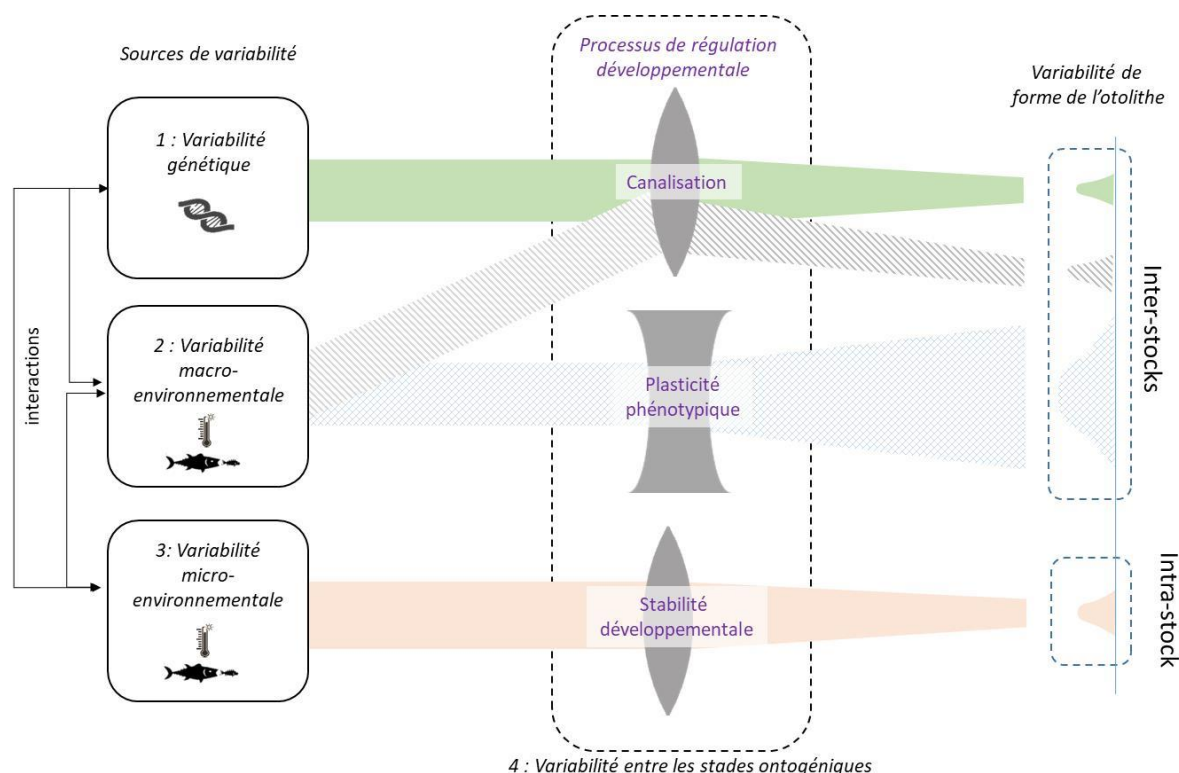 Sources de variabilité
Processus de régulation
développementale
Variabilité de
forme de l'otolithe
1 : Variabilité
génétique
Canalisation
interactions
2 : Variabilité
macro-
environnementale
Plasticité
phénotypique
Inter-stocks
3: Variabilité
micro-
environnementale
Stabilité
développementale
Intra-stock
4 : Variabilité entre les stades ontogéniques